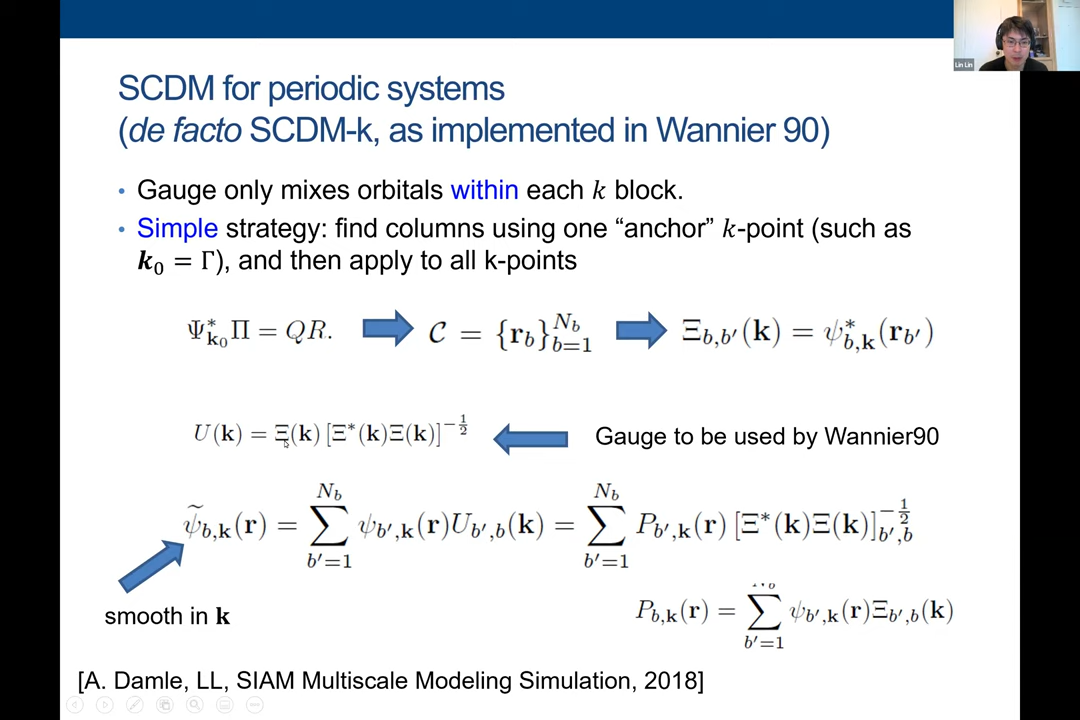 Lin Lin
SCDM for periodic systems
(de facto SCDM-k, as implemented in Wannier 90)
• Gauge only mixes orbitals within each k block.
• Simple strategy: find columns using one “anchor” k-point (such as
k₀ = Γ), and then apply to all k-points
Ψ*_{k₀} Π = QR. C = {r_b}_{b=1}^{N_b} Ξ_{b,b'}(k) = ψ*_{b,k}(r_{b'})
U(k) = Ξ(k) [Ξ*(k)Ξ(k)]^{-1/2} Gauge to be used by Wannier90
ψ̃_{b,k}(r) = ∑_{b'=1}^{N_b} ψ_{b',k}(r)U_{b',b}(k) = ∑_{b'=1}^{N_b} P_{b',k}(r) [Ξ*(k)Ξ(k)]_{b',b}^{-1/2}
smooth in k
P_{b,k}(r) = ∑_{b'=1}^{N_b} ψ_{b',k}(r)Ξ_{b',b}(k)
[A. Damle, LL, SIAM Multiscale Modeling Simulation, 2018]